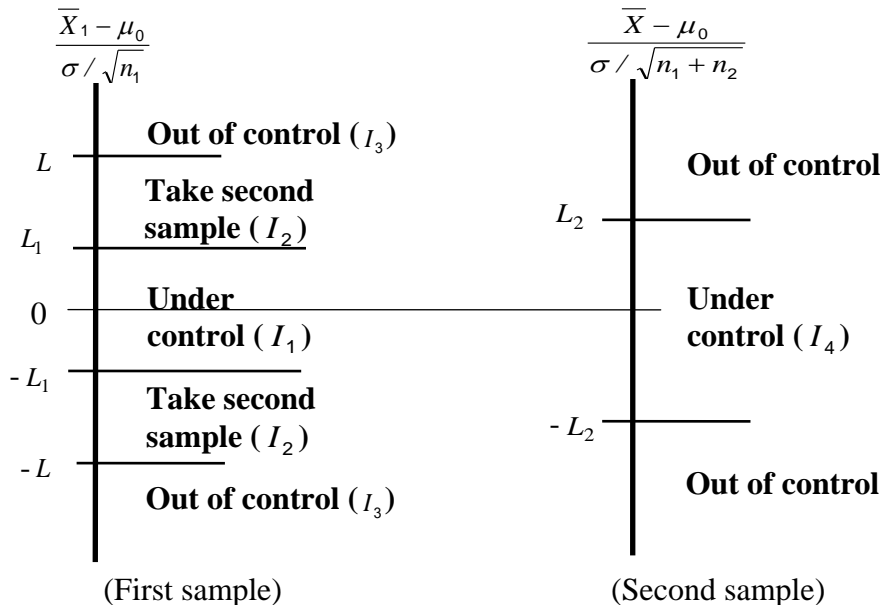 X̅₁ − μ₀
σ / √n₁
Out of control (I₃)
L
Take second
sample (I₂)
L₁
Under
0
control (I₁)
- L₁
Take second
sample (I₂)
- L
Out of control (I₃)
(First sample)
X̅ − μ₀
σ / √n₁ + n₂
Out of control
L₂
Under
control (I₄)
- L₂
Out of control
(Second sample)